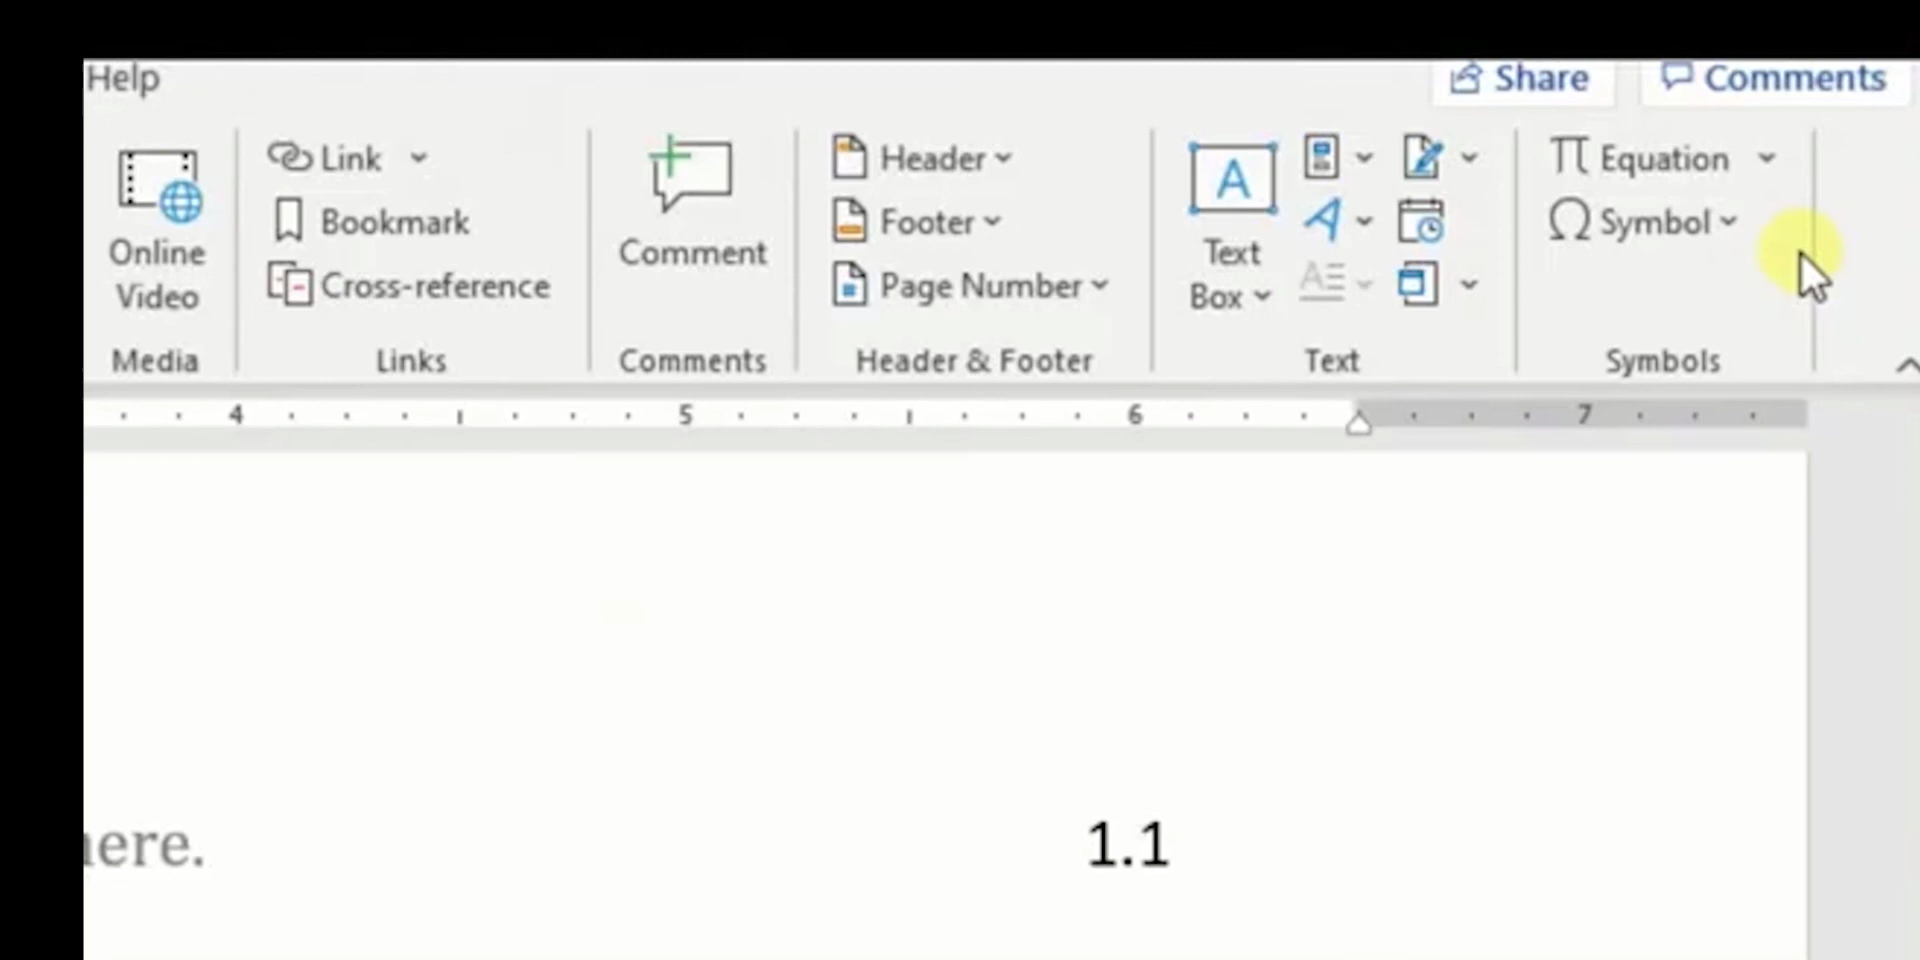 Help
Share
Comments
Online
Video
Media
Link
Bookmark
Cross-reference
Links
Comment
Comments
Header
Footer
Page Number
Header & Footer
A
Text
Box
A
A
Text
π Equation
Ω Symbol
Symbols
4 5 6 7
here. 1.1